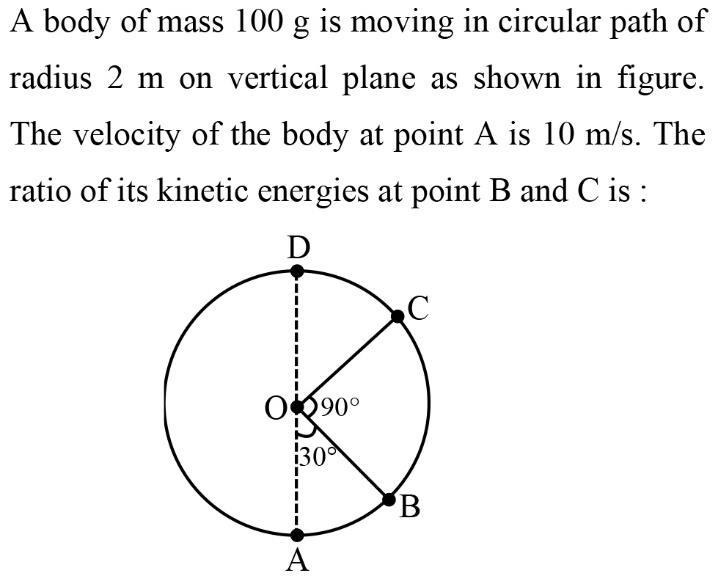 A body of mass 100 g is moving in circular path of
radius 2 m on vertical plane as shown in figure.
The velocity of the body at point A is 10 m/s. The
ratio of its kinetic energies at point B and C is :
D
C
O 90°
30°
B
A